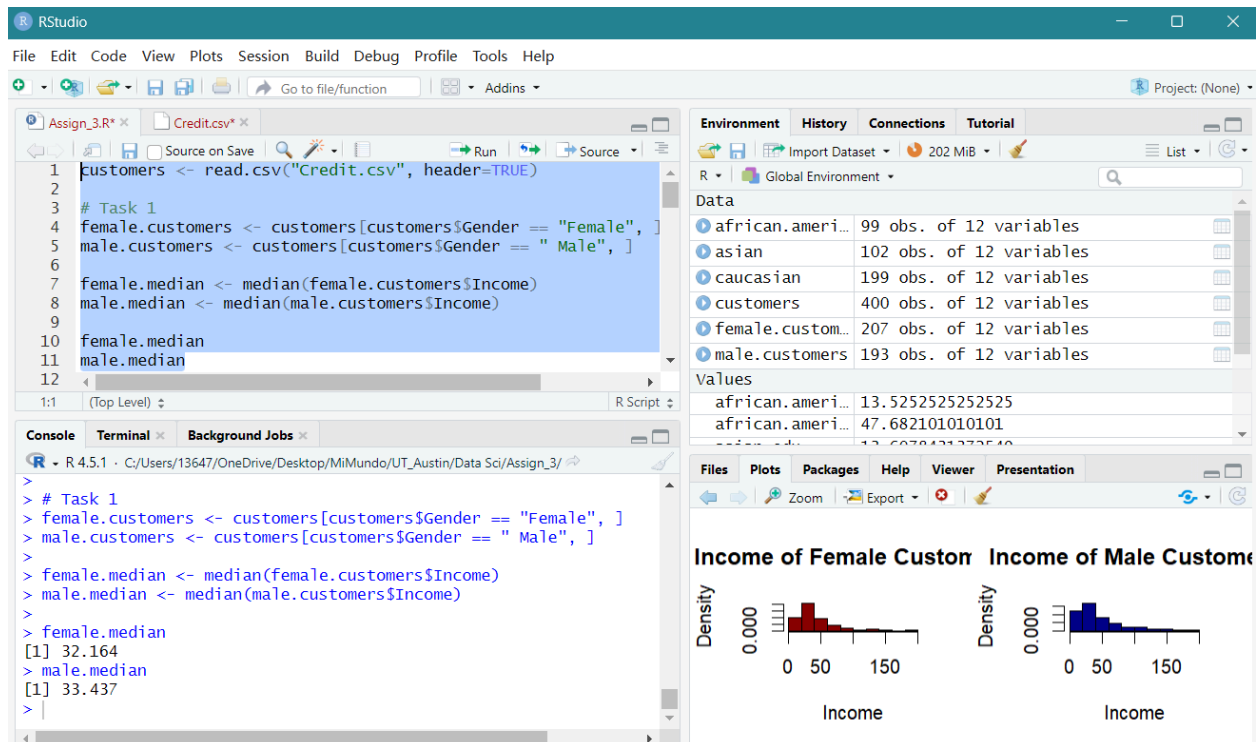 RStudio
File Edit Code View Plots Session Build Debug Profile Tools Help
Go to file/function Addins Project: (None)
Assign_3.R* Credit.csv*
Source on Save Run Source
1 customers <- read.csv("Credit.csv", header=TRUE)
2
3 # Task 1
4 female.customers <- customers[customers$Gender == "Female", ]
5 male.customers <- customers[customers$Gender == " Male", ]
6
7 female.median <- median(female.customers$Income)
8 male.median <- median(male.customers$Income)
9
10 female.median
11 male.median
12
1:1 (Top Level) R Script
Console Terminal Background Jobs
R 4.5.1 · C:/Users/13647/OneDrive/Desktop/MiMundo/UT_Austin/Data Sci/Assign_3/
>
> # Task 1
> female.customers <- customers[customers$Gender == "Female", ]
> male.customers <- customers[customers$Gender == " Male", ]
>
> female.median <- median(female.customers$Income)
> male.median <- median(male.customers$Income)
>
> female.median
[1] 32.164
> male.median
[1] 33.437
>
Environment History Connections Tutorial
Import Dataset 202 MiB List
R Global Environment
Data
african.ameri… 99 obs. of 12 variables
asian 102 obs. of 12 variables
caucasian 199 obs. of 12 variables
customers 400 obs. of 12 variables
female.custom… 207 obs. of 12 variables
male.customers 193 obs. of 12 variables
Values
african.ameri… 13.5252525252525
african.ameri… 47.682101010101
Files Plots Packages Help Viewer Presentation
Zoom Export
Income of Female Custom Income of Male Custome
Density 0.000 Density 0.000
0 50 150 0 50 150
Income Income